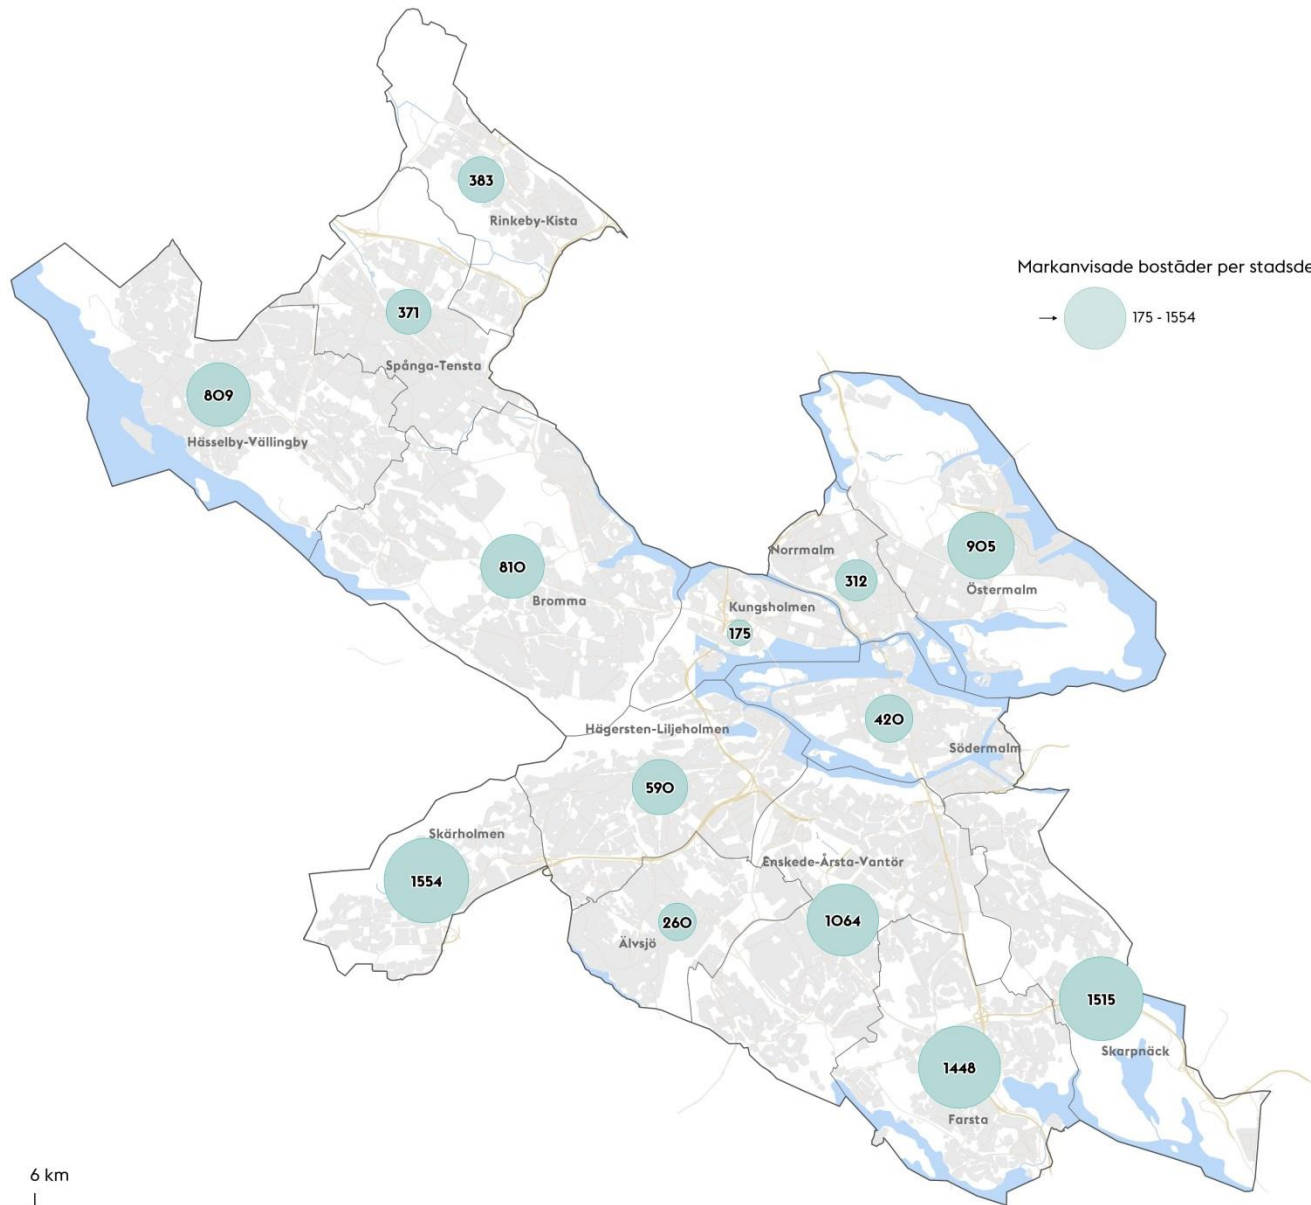 383
Rinkeby-Kista
Markanvisade bostäder per stadsde
175 - 1554
371
Spånga-Tensta
809
Hässelby-Vällingby
905
Östermalm
Norrmalm
312
810
Bromma
Kungsholmen
175
420
Södermalm
Hägersten-Liljeholmen
590
Skärholmen
1554
Enskede-Årsta-Vantör
1064
260
Älvsjö
1515
Skarpnäck
1448
Farsta
6 km